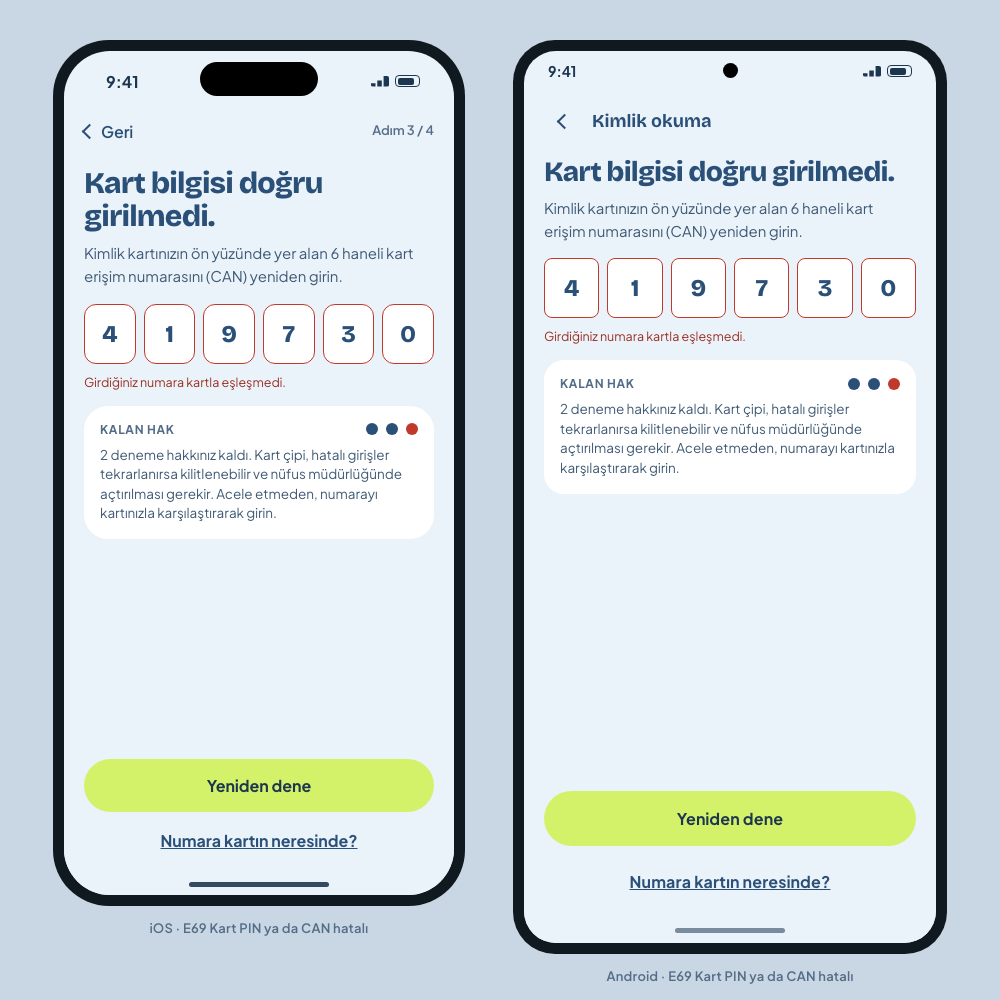 9:41
Geri
Adım 3 / 4
Kart bilgisi doğru
girilmedi.
Kimlik kartınızın ön yüzünde yer alan 6 haneli kart
erişim numarasını (CAN) yeniden girin.
4 1 9 7 3 0
Girdiğiniz numara kartla eşleşmedi.
KALAN HAK
2 deneme hakkınız kaldı. Kart çipi, hatalı girişler
tekrarlanırsa kilitlenebilir ve nüfus müdürlüğünde
açtırılması gerekir. Acele etmeden, numarayı
kartınızla karşılaştırarak girin.
Yeniden dene
Numara kartın neresinde?
iOS · E69 Kart PIN ya da CAN hatalı
9:41
Kimlik okuma
Kart bilgisi doğru girilmedi.
Kimlik kartınızın ön yüzünde yer alan 6 haneli kart
erişim numarasını (CAN) yeniden girin.
4 1 9 7 3 0
Girdiğiniz numara kartla eşleşmedi.
KALAN HAK
2 deneme hakkınız kaldı. Kart çipi, hatalı girişler
tekrarlanırsa kilitlenebilir ve nüfus müdürlüğünde
açtırılması gerekir. Acele etmeden, numarayı kartınızla
karşılaştırarak girin.
Yeniden dene
Numara kartın neresinde?
Android · E69 Kart PIN ya da CAN hatalı